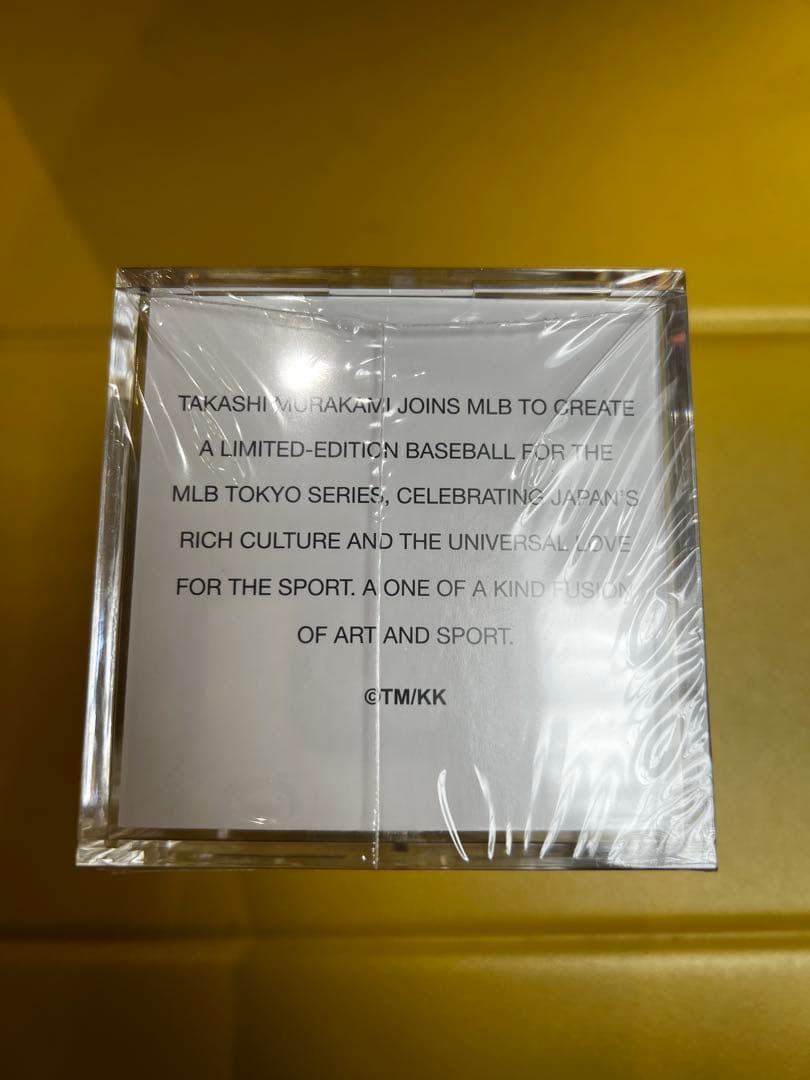 TAKASHI MURAKAMI JOINS MLB TO CREATE
A LIMITED-EDITION BASEBALL FOR THE
MLB TOKYO SERIES, CELEBRATING JAPAN'S
RICH CULTURE AND THE UNIVERSAL LOVE
FOR THE SPORT. A ONE OF A KIND FUSION
OF ART AND SPORT.
©TM/KK